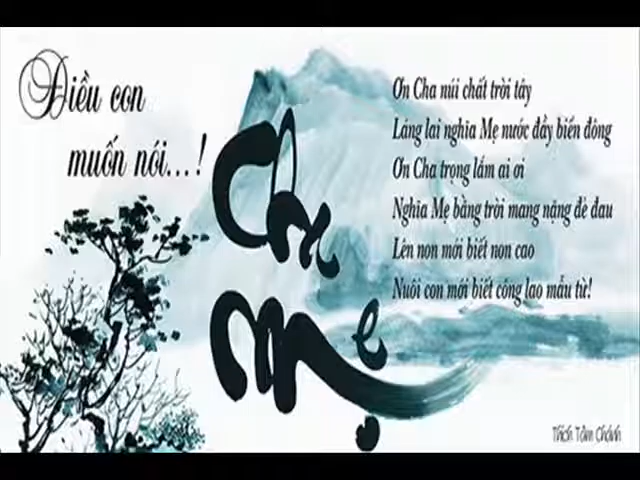 Điều con
muốn nói...!
Cha
Mẹ
Ơn Cha núi chất trời tây
Láng lai nghĩa Mẹ nước đầy biển đông
Ơn Cha trọng lắm ai ơi
Nghĩa Mẹ bằng trời mang nặng đẻ đau
Lên non mới biết non cao
Nuôi con mới biết công lao mẫu từ!
Thích Tâm Chánh